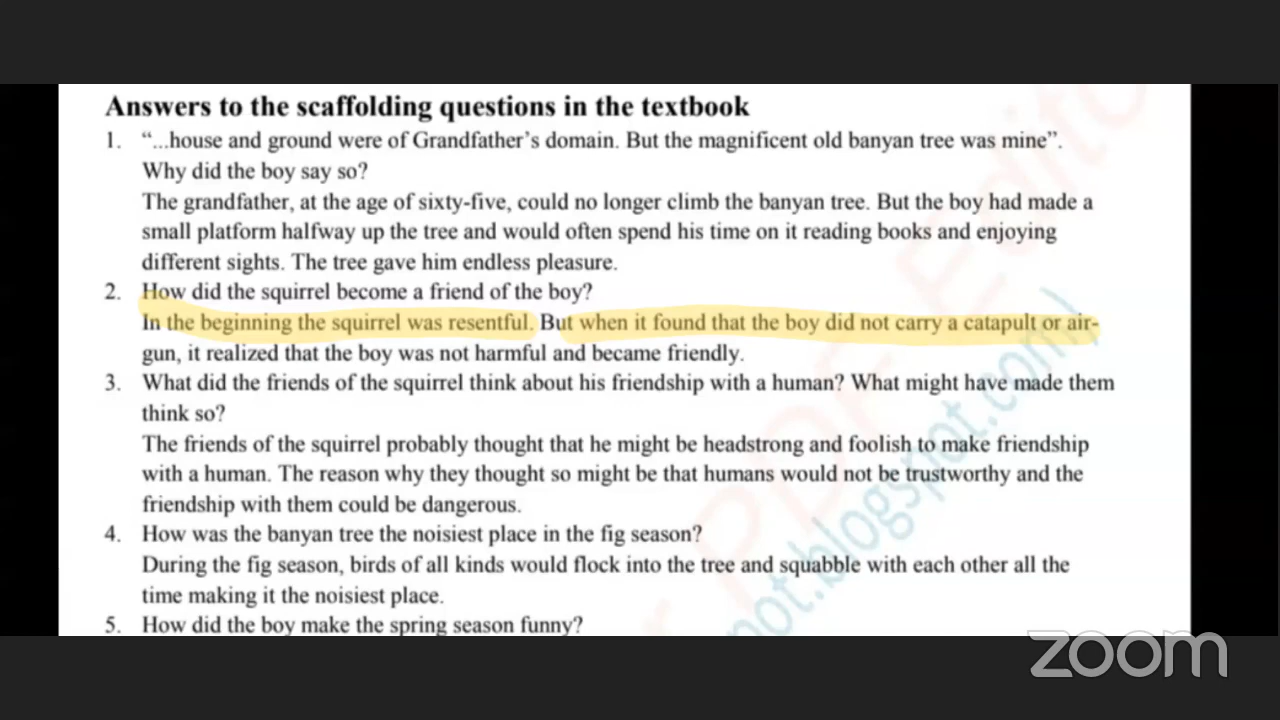 Answers to the scaffolding questions in the textbook
1. “...house and ground were of Grandfather’s domain. But the magnificent old banyan tree was mine”.
Why did the boy say so?
The grandfather, at the age of sixty-five, could no longer climb the banyan tree. But the boy had made a
small platform halfway up the tree and would often spend his time on it reading books and enjoying
different sights. The tree gave him endless pleasure.
2. How did the squirrel become a friend of the boy?
In the beginning the squirrel was resentful. But when it found that the boy did not carry a catapult or air-
gun, it realized that the boy was not harmful and became friendly.
3. What did the friends of the squirrel think about his friendship with a human? What might have made them
think so?
The friends of the squirrel probably thought that he might be headstrong and foolish to make friendship
with a human. The reason why they thought so might be that humans would not be trustworthy and the
friendship with them could be dangerous.
4. How was the banyan tree the noisiest place in the fig season?
During the fig season, birds of all kinds would flock into the tree and squabble with each other all the
time making it the noisiest place.
5. How did the boy make the spring season funny?
PDF Edito
pot.blogspot.com)
zoom